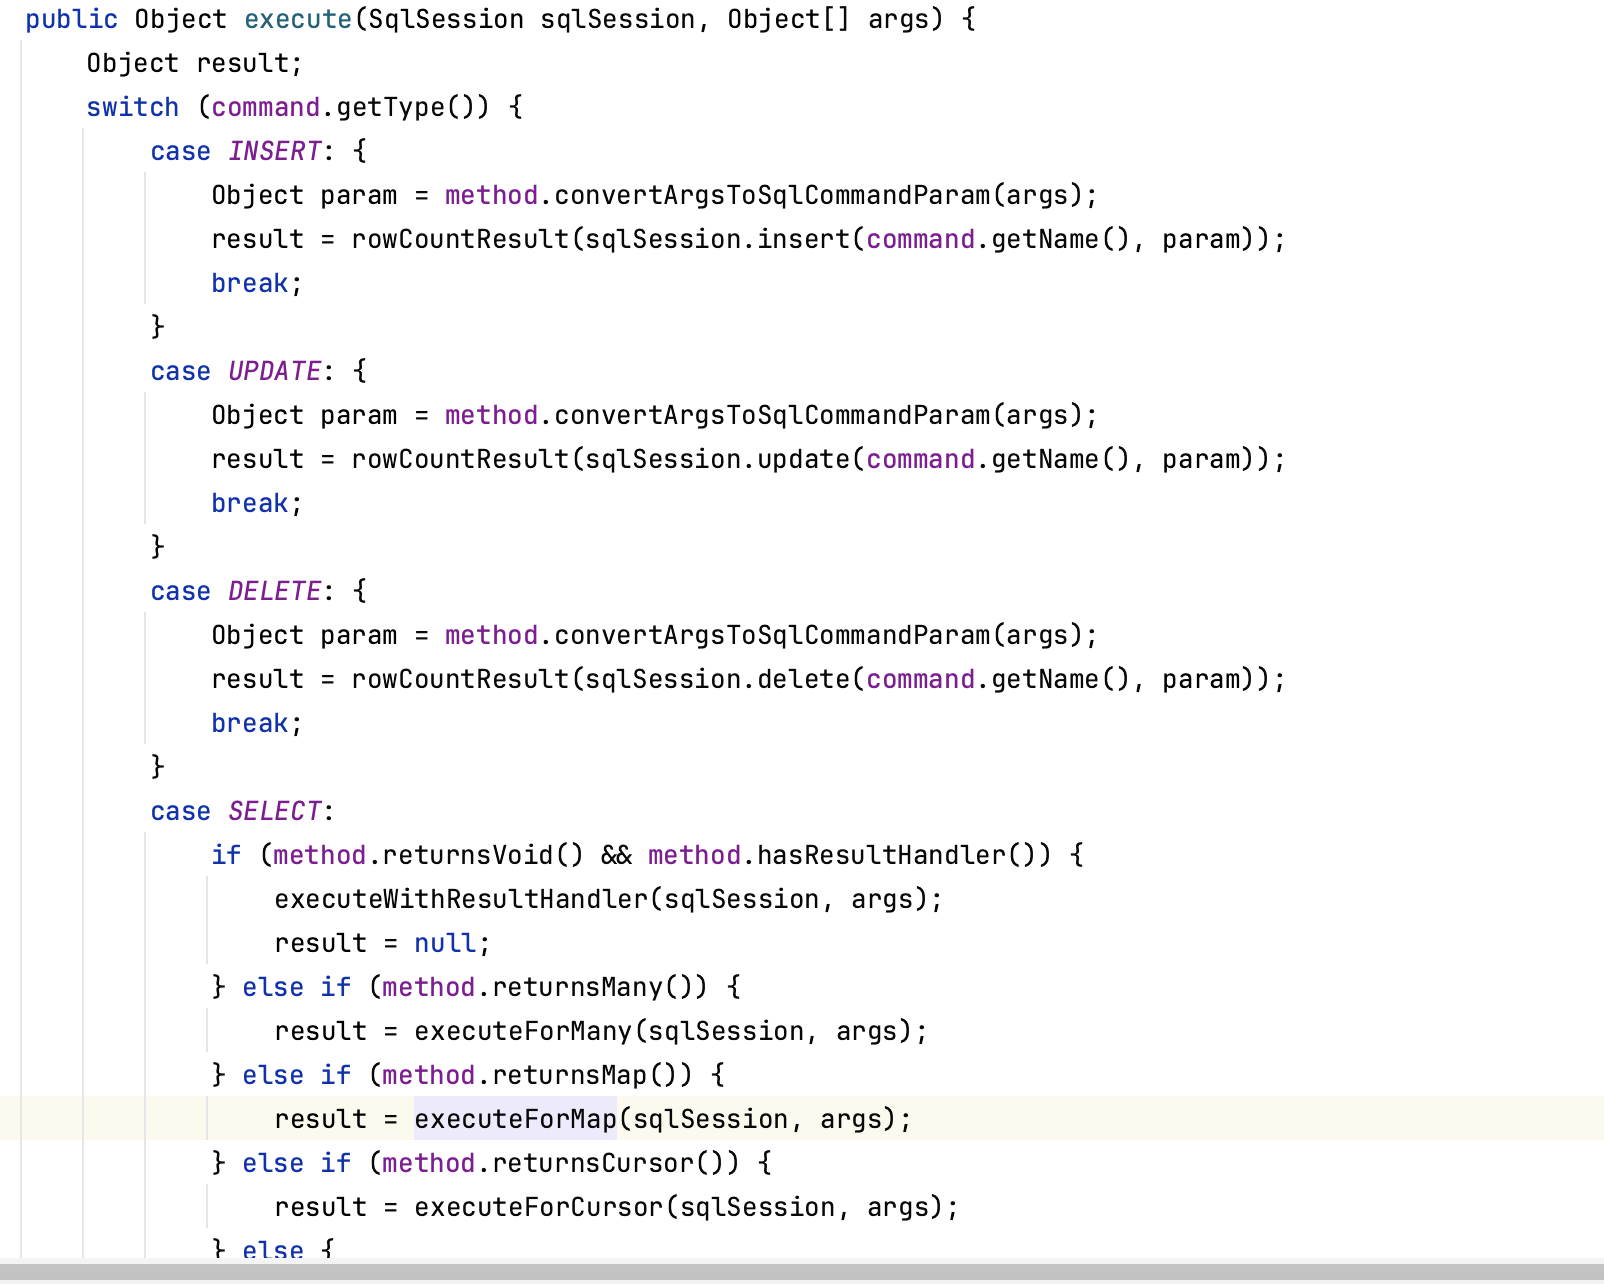 public Object execute(SqlSession sqlSession, Object[] args) {
    Object result;
    switch (command.getType()) {
        case INSERT: {
            Object param = method.convertArgsToSqlCommandParam(args);
            result = rowCountResult(sqlSession.insert(command.getName(), param));
            break;
        }
        case UPDATE: {
            Object param = method.convertArgsToSqlCommandParam(args);
            result = rowCountResult(sqlSession.update(command.getName(), param));
            break;
        }
        case DELETE: {
            Object param = method.convertArgsToSqlCommandParam(args);
            result = rowCountResult(sqlSession.delete(command.getName(), param));
            break;
        }
        case SELECT:
            if (method.returnsVoid() && method.hasResultHandler()) {
                executeWithResultHandler(sqlSession, args);
                result = null;
            } else if (method.returnsMany()) {
                result = executeForMany(sqlSession, args);
            } else if (method.returnsMap()) {
                result = executeForMap(sqlSession, args);
            } else if (method.returnsCursor()) {
                result = executeForCursor(sqlSession, args);
            } else {